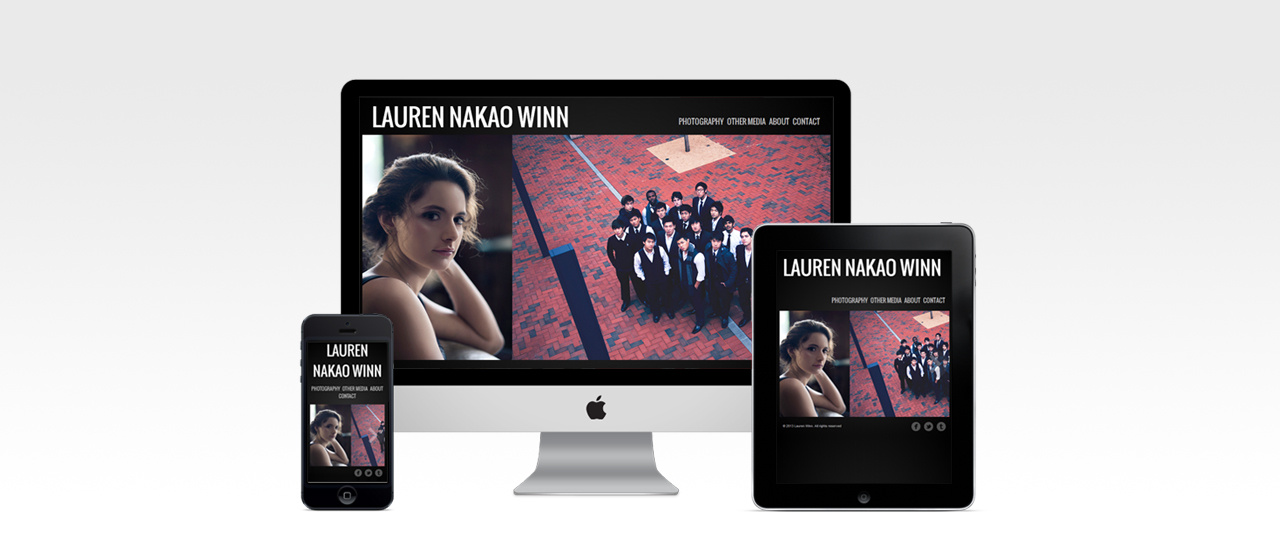 LAUREN NAKAO WINN
PHOTOGRAPHY OTHER MEDIA ABOUT CONTACT
LAUREN NAKAO WINN
PHOTOGRAPHY OTHER MEDIA ABOUT CONTACT
© 2013 Lauren Winn. All rights reserved
LAUREN
NAKAO WINN
PHOTOGRAPHY OTHER MEDIA ABOUT
CONTACT